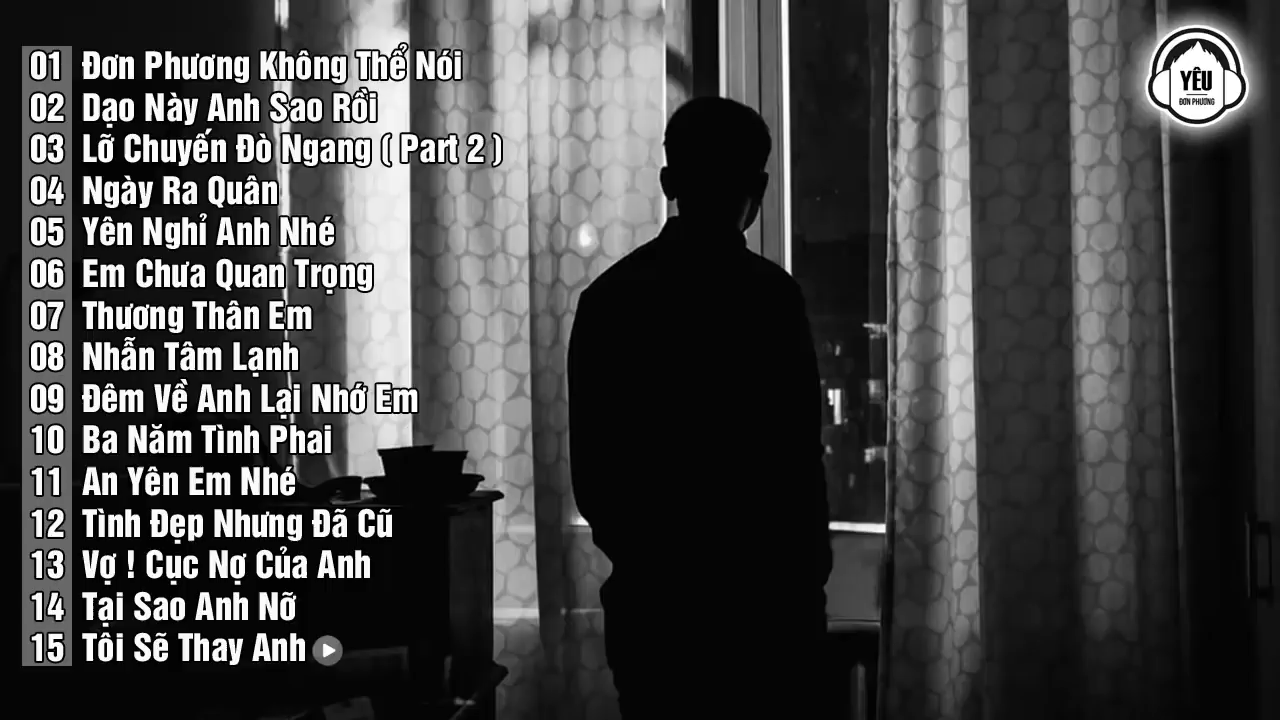 01 Đơn Phương Không Thể Nói
02 Dạo Này Anh Sao Rồi
03 Lỡ Chuyến Đò Ngang ( Part 2 )
04 Ngày Ra Quân
05 Yên Nghỉ Anh Nhé
06 Em Chưa Quan Trọng
07 Thương Thân Em
08 Nhẫn Tâm Lạnh
09 Đêm Về Anh Lại Nhớ Em
10 Ba Năm Tình Phai
11 An Yên Em Nhé
12 Tình Đẹp Nhưng Đã Cũ
13 Vợ ! Cục Nợ Của Anh
14 Tại Sao Anh Nỡ
15 Tôi Sẽ Thay Anh
YÊU
ĐƠN PHƯƠNG